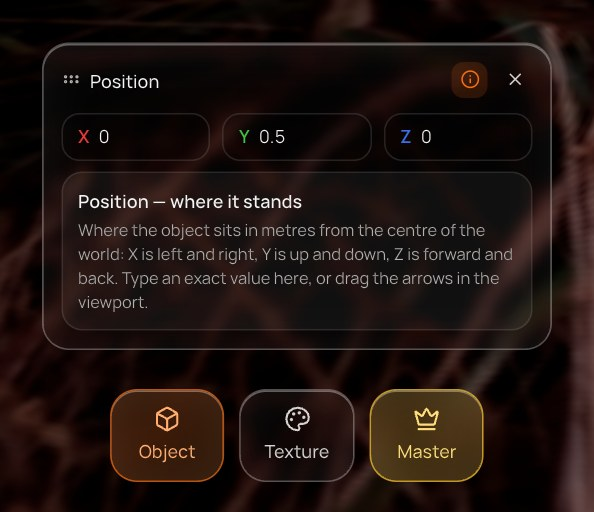 Position
X 0
Y 0.5
Z 0
Position — where it stands
Where the object sits in metres from the centre of the
world: X is left and right, Y is up and down, Z is forward and
back. Type an exact value here, or drag the arrows in the
viewport.
Object
Texture
Master